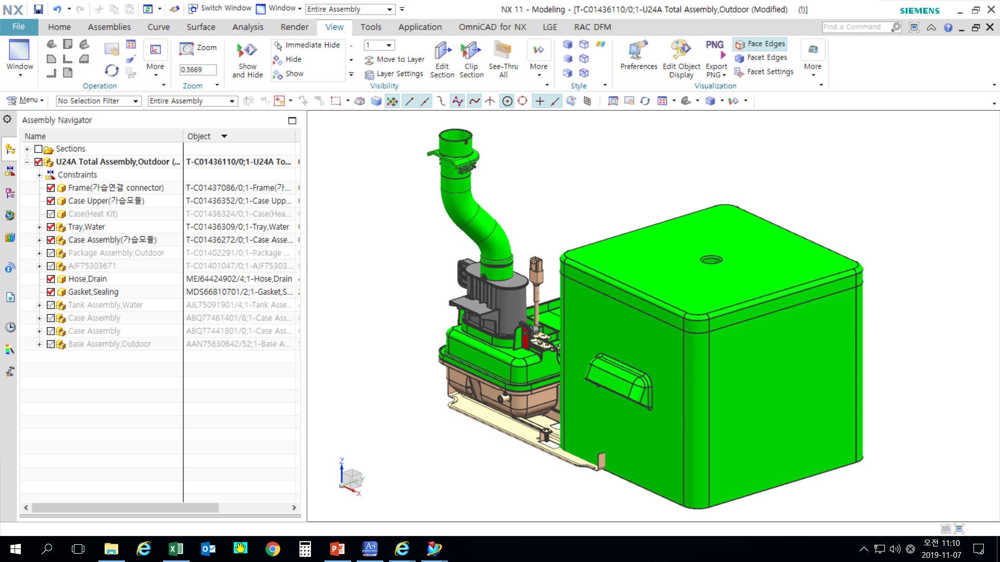 NX
Switch Window
Window
Entire Assembly
NX 11 - Modeling - [T-C01436110/0;1-U24A Total Assembly,Outdoor (Modified) (!)]
SIEMENS
File
Home
Assemblies
Curve
Surface
Analysis
Render
View
Tools
Application
OmniCAD for NX
LGE
RAC DFM
Find a Command
Window
More
Operation
Zoom
0.3669
Zoom
Show and Hide
Immediate Hide
Hide
Show
1
Move to Layer
Layer Settings
Visibility
Edit Section
Clip Section
See-Thru All
More
Style
Preferences
Edit Object Display
PNG
Export PNG
Face Edges
Facet Edges
Facet Settings
Visualization
More
Menu
No Selection Filter
Entire Assembly
Assembly Navigator
Name Object
Sections
U24A Total Assembly,Outdoor (... T-C01436110/0;1-U24A To...
Constraints
Frame(가습연결 connector) T-C01437086/0;1-Frame(가...
Case Upper(가습모듈) T-C01436352/0;1-Case Upp...
Case(Heat Kit) T-C01436324/0;1-Case(Hea...
Tray,Water T-C01436309/0;1-Tray,Water
Case Assembly(가습모듈) T-C01436272/0;1-Case Asse...
Package Assembly,Outdoor T-C01402291/0;1-Package ...
AJF75303671 T-C01401047/0;1-AJF75303...
Hose,Drain MEJ64424902/4;1-Hose,Drain
Gasket,Sealing MDS66810701/2;1-Gasket,S...
Tank Assembly,Water AJL75091901/4;1-Tank Asse...
Case Assembly ABQ77461401/8;1-Case Ass...
Case Assembly ABQ77441801/0;1-Case Ass...
Base Assembly,Outdoor AAN75630642/52;1-Base A...
Z
Y
X
오전 11:10
2019-11-07